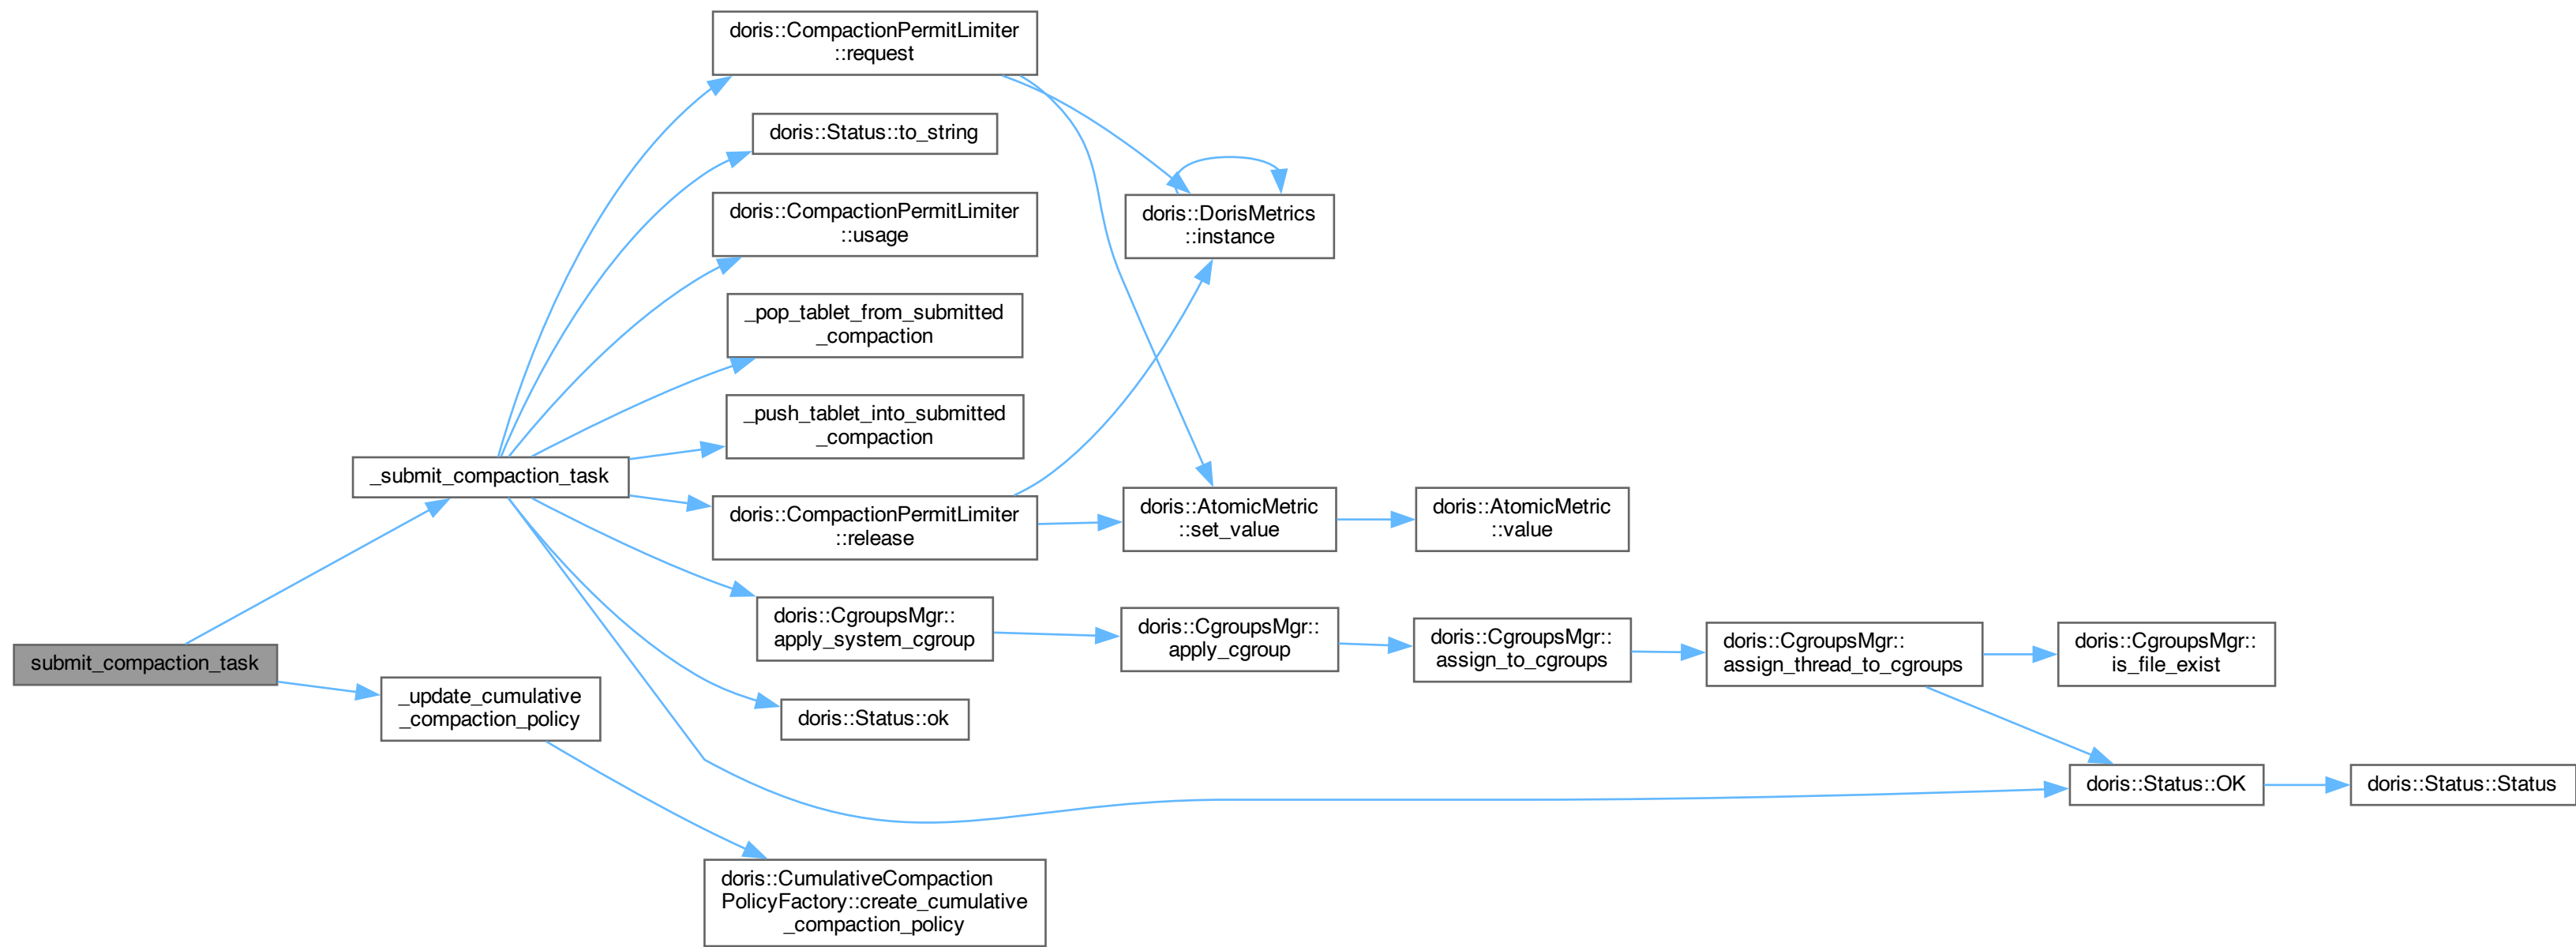 doris::CompactionPermitLimiter
::request
doris::Status::to_string
doris::CompactionPermitLimiter
::usage
doris::DorisMetrics
::instance
_pop_tablet_from_submitted
_compaction
_push_tablet_into_submitted
_compaction
_submit_compaction_task
doris::CompactionPermitLimiter
::release
doris::AtomicMetric
::set_value
doris::AtomicMetric
::value
doris::CgroupsMgr::
apply_system_cgroup
doris::CgroupsMgr::
apply_cgroup
doris::CgroupsMgr::
assign_to_cgroups
doris::CgroupsMgr::
assign_thread_to_cgroups
doris::CgroupsMgr::
is_file_exist
submit_compaction_task
_update_cumulative
_compaction_policy
doris::Status::ok
doris::Status::OK
doris::Status::Status
doris::CumulativeCompaction
PolicyFactory::create_cumulative
_compaction_policy